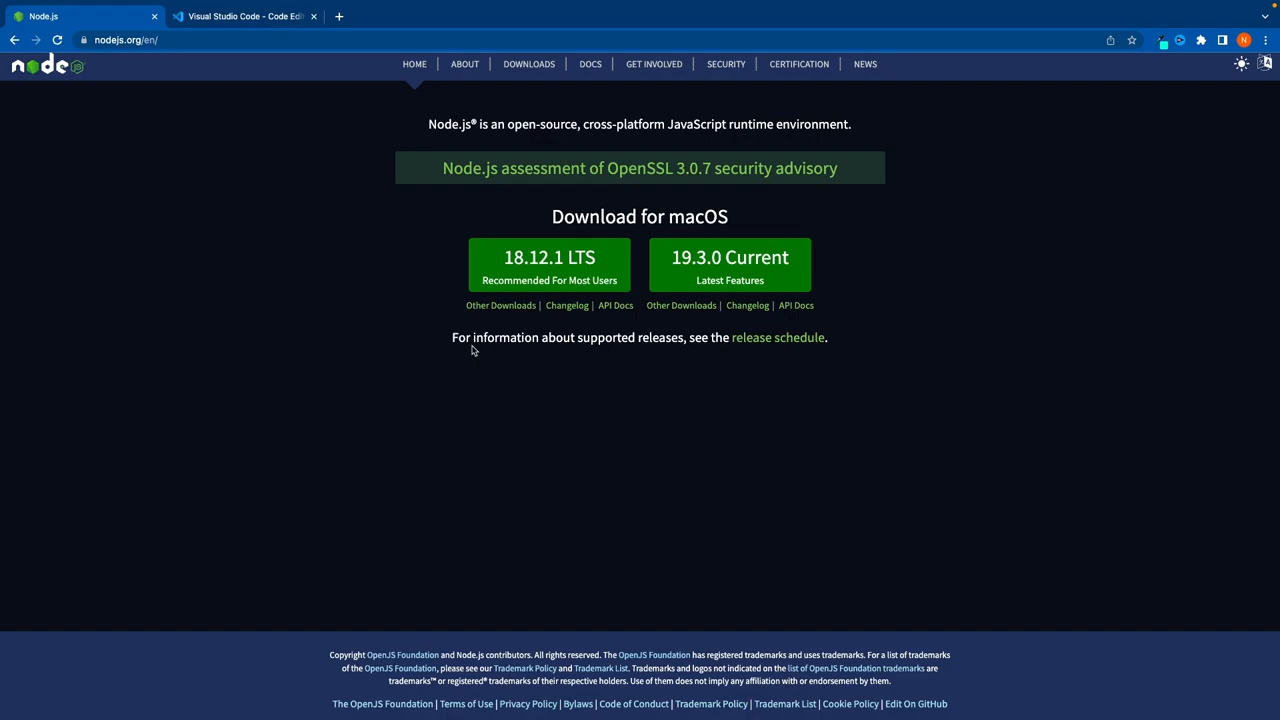 Node.js
Visual Studio Code - Code Edit
nodejs.org/en/
N
node JS
HOME | ABOUT | DOWNLOADS | DOCS | GET INVOLVED | SECURITY | CERTIFICATION | NEWS
Node.js® is an open-source, cross-platform JavaScript runtime environment.
Node.js assessment of OpenSSL 3.0.7 security advisory
Download for macOS
18.12.1 LTS
Recommended For Most Users
19.3.0 Current
Latest Features
Other Downloads | Changelog | API Docs
Other Downloads | Changelog | API Docs
For information about supported releases, see the release schedule.
Copyright OpenJS Foundation and Node.js contributors. All rights reserved. The OpenJS Foundation has registered trademarks and uses trademarks. For a list of trademarks
of the OpenJS Foundation, please see our Trademark Policy and Trademark List. Trademarks and logos not indicated on the list of OpenJS Foundation trademarks are
trademarks™ or registered® trademarks of their respective holders. Use of them does not imply any affiliation with or endorsement by them.
The OpenJS Foundation | Terms of Use | Privacy Policy | Bylaws | Code of Conduct | Trademark Policy | Trademark List | Cookie Policy | Edit On GitHub